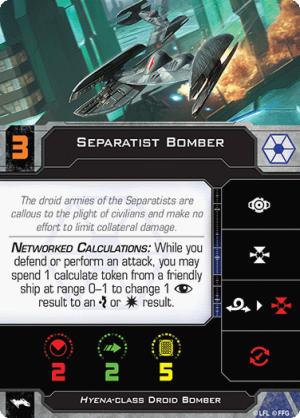 SEPARATIST BOMBER
3
The droid armies of the Separatists are
callous to the plight of civilians and make no
effort to limit collateral damage.
NETWORKED CALCULATIONS: While you
defend or perform an attack, you may
spend 1 calculate token from a friendly
ship at range 0–1 to change 1
result to an or result.
2 2 5
HYENA-CLASS DROID BOMBER
©LFL ©FFG